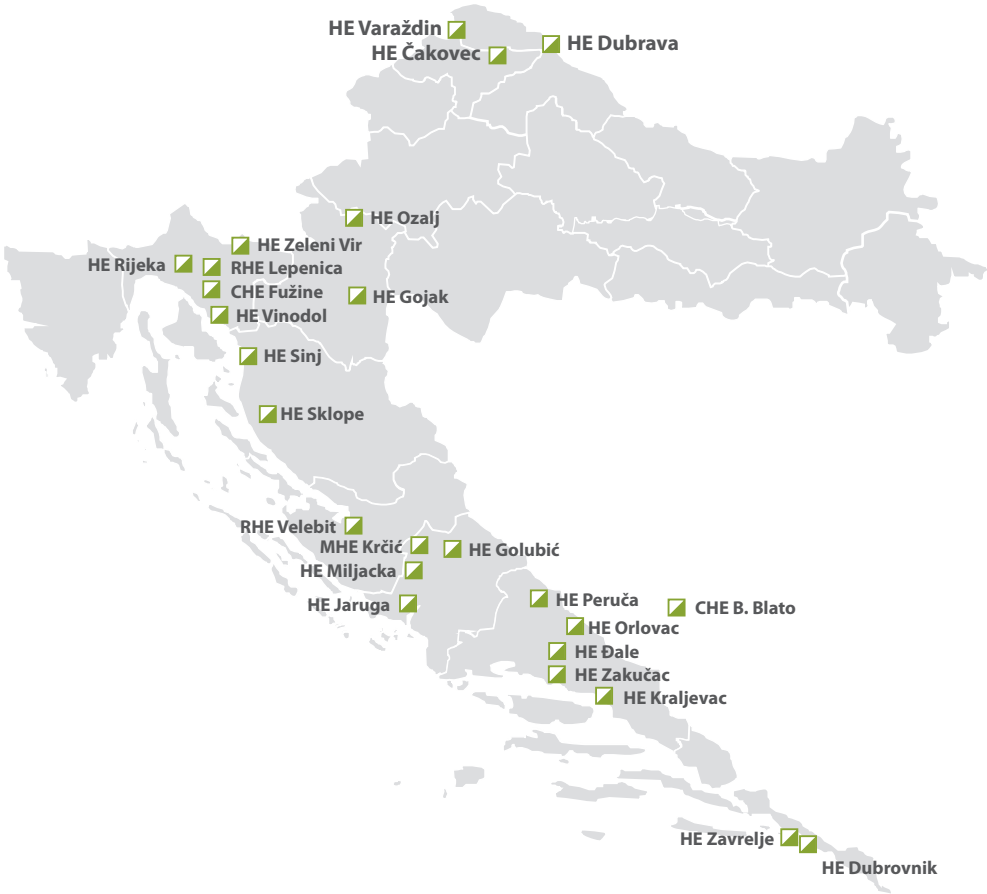 HE Varaždin
HE Dubrava
HE Čakovec
HE Ozalj
HE Zeleni Vir
HE Rijeka
RHE Lepenica
CHE Fužine
HE Gojak
HE Vinodol
HE Sinj
HE Sklope
RHE Velebit
MHE Krčić
HE Golubić
HE Miljacka
HE Jaruga
HE Peruča
CHE B. Blato
HE Orlovac
HE Đale
HE Zakučac
HE Kraljevac
HE Zavrelje
HE Dubrovnik